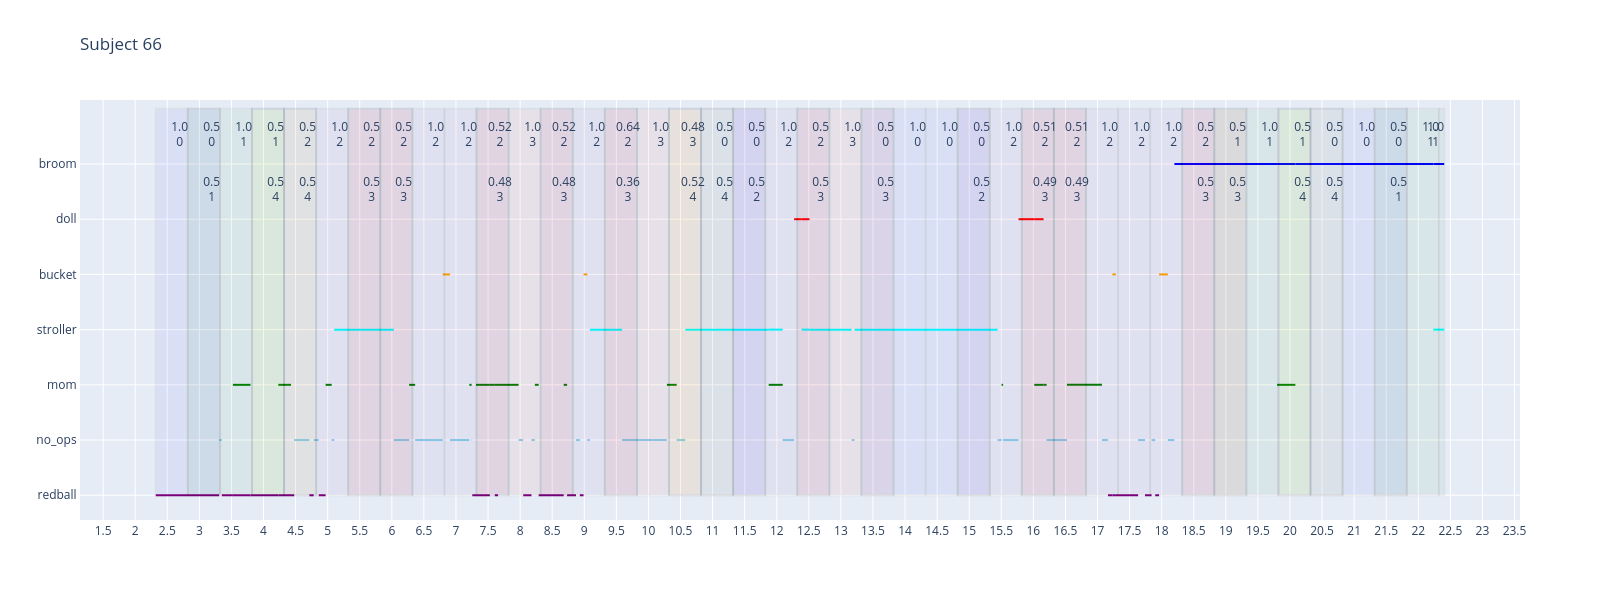 Subject 66
1.0 0.5 1.0 0.5 0.5 1.0 0.5 0.5 1.0 1.0 0.52 1.0 0.52 1.0 0.64 1.0 0.48 0.5 0.5 1.0 0.5 1.0 0.5 1.0 1.0 0.5 1.0 0.51 0.51 1.0 1.0 1.0 0.5 0.5 1.0 0.5 0.5 1.0 0.5
0 0 1 1 2 2 2 2 2 2 2 3 2 2 2 3 3 0 0 2 2 3 0 0 0 0 2 2 2 2 2 2 2 1 1 1 0 0 0
broom
0.5 0.5 0.5 0.5 0.5 0.48 0.48 0.36 0.52 0.5 0.5 0.5 0.5 0.5 0.49 0.49 0.5 0.5 0.5 0.5 0.5
1 4 4 3 3 3 3 3 4 4 2 3 3 2 3 3 3 3 4 4 1
doll
bucket
stroller
mom
no_ops
redball
1.5 2 2.5 3 3.5 4 4.5 5 5.5 6 6.5 7 7.5 8 8.5 9 9.5 10 10.5 11 11.5 12 12.5 13 13.5 14 14.5 15 15.5 16 16.5 17 17.5 18 18.5 19 19.5 20 20.5 21 21.5 22 22.5 23 23.5